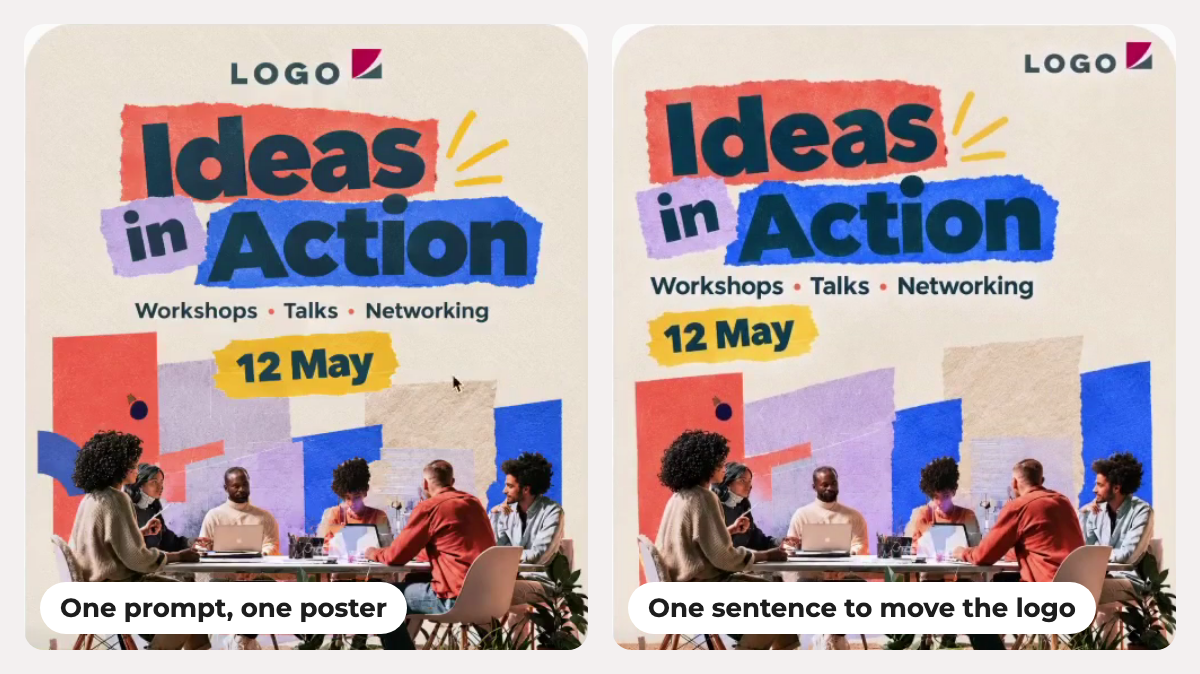 LOGO
Ideas
in Action
Workshops • Talks • Networking
12 May
One prompt, one poster
LOGO
Ideas
in Action
Workshops • Talks • Networking
12 May
One sentence to move the logo